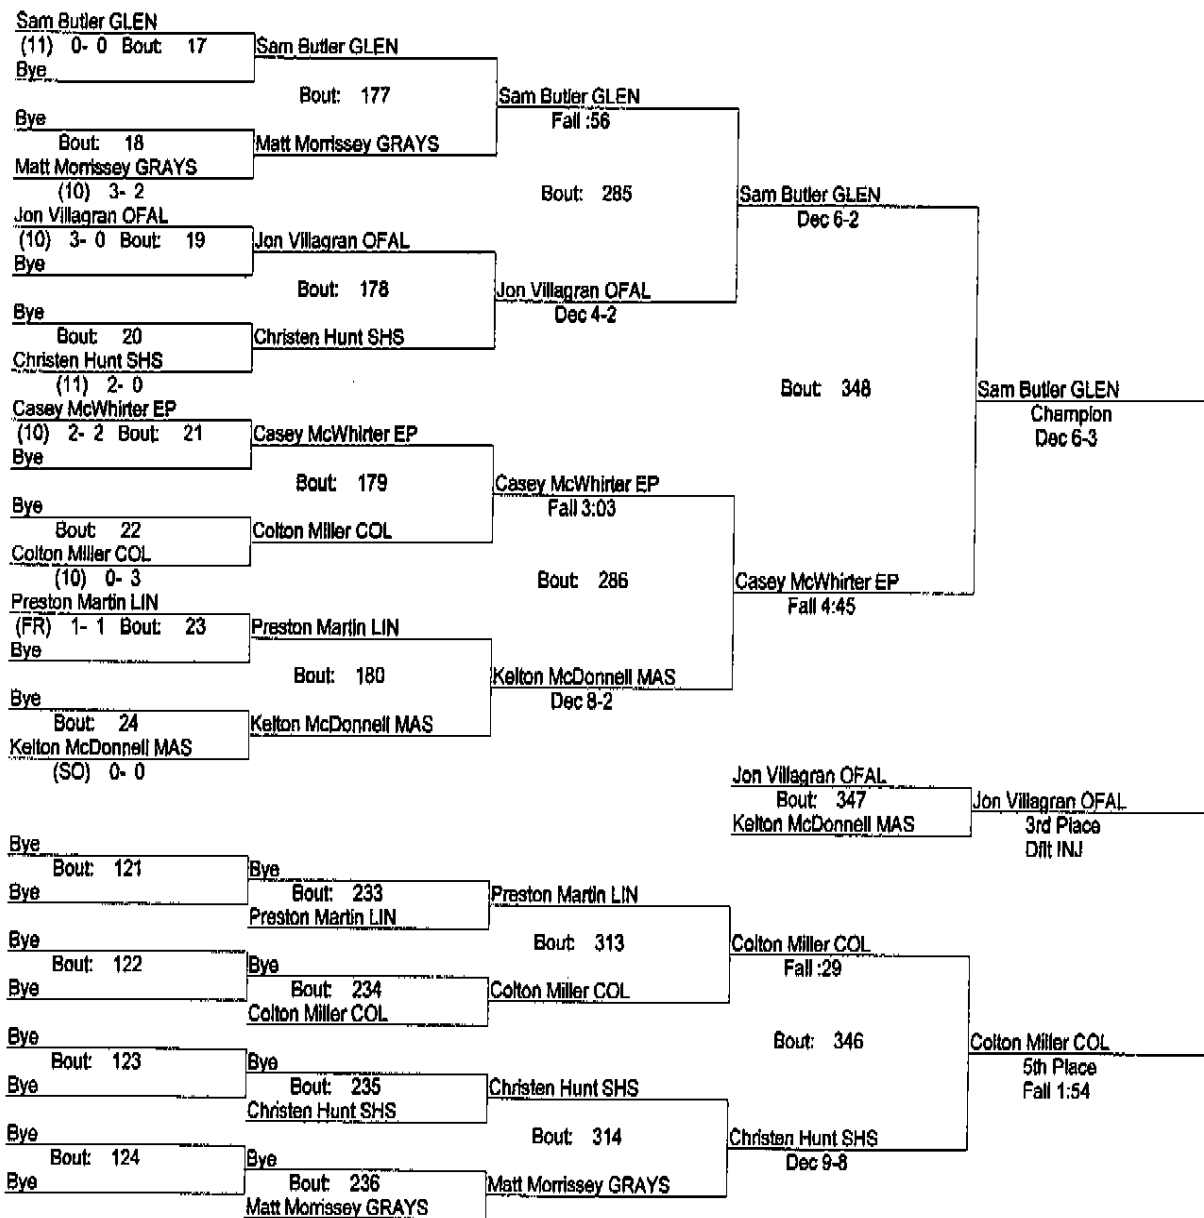 Sam Butler GLEN
(11) 0- 0 Bout: 17
Bye
Sam Butler GLEN
Bout: 177
Bye
Bout: 18
Matt Morrissey GRAYS
(10) 3- 2
Matt Morrissey GRAYS
Sam Butler GLEN
Fall :56
Bout: 285
Jon Villagran OFAL
(10) 3- 0 Bout: 19
Bye
Jon Villagran OFAL
Bout: 178
Bye
Bout: 20
Christen Hunt SHS
(11) 2- 0
Christen Hunt SHS
Jon Villagran OFAL
Dec 4-2
Sam Butler GLEN
Dec 6-2
Bout: 348
Casey McWhirter EP
(10) 2- 2 Bout: 21
Bye
Casey McWhirter EP
Bout: 179
Bye
Bout: 22
Colton Miller COL
(10) 0- 3
Colton Miller COL
Casey McWhirter EP
Fall 3:03
Bout: 286
Preston Martin LIN
(FR) 1- 1 Bout: 23
Bye
Preston Martin LIN
Bout: 180
Bye
Bout: 24
Kelton McDonnell MAS
(SO) 0- 0
Kelton McDonnell MAS
Kelton McDonnell MAS
Dec 8-2
Casey McWhirter EP
Fall 4:45
Sam Butler GLEN
Champion
Dec 6-3
Jon Villagran OFAL
Bout: 347
Kelton McDonnell MAS
Jon Villagran OFAL
3rd Place
Dflt INJ
Bye
Bout: 121
Bye
Bye
Bout: 233
Preston Martin LIN
Preston Martin LIN
Bout: 313
Bye
Bout: 122
Bye
Bye
Bout: 234
Colton Miller COL
Colton Miller COL
Colton Miller COL
Fall :29
Bout: 346
Bye
Bout: 123
Bye
Bye
Bout: 235
Christen Hunt SHS
Christen Hunt SHS
Bout: 314
Bye
Bout: 124
Bye
Bye
Bout: 236
Matt Morrissey GRAYS
Matt Morrissey GRAYS
Christen Hunt SHS
Dec 9-8
Colton Miller COL
5th Place
Fall 1:54